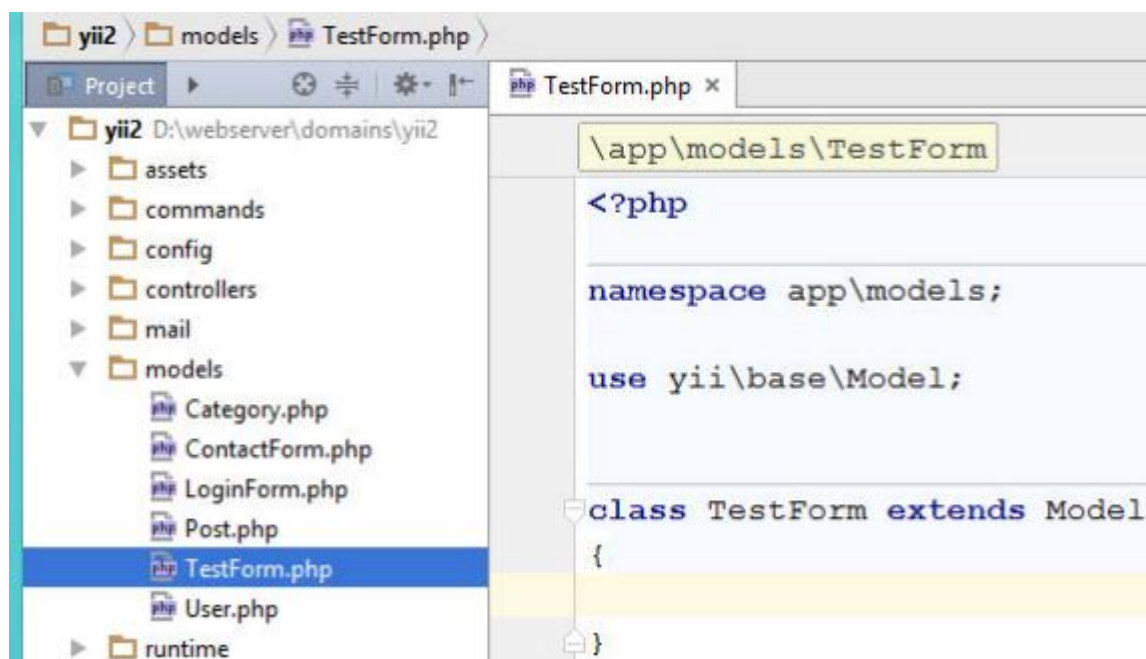 yii2 models TestForm.php
Project
TestForm.php
yii2 D:\webserver\domains\yii2
assets
commands
config
controllers
mail
models
Category.php
ContactForm.php
LoginForm.php
Post.php
TestForm.php
User.php
runtime
\app\models\TestForm
<?php
namespace app\models;
use yii\base\Model;
class TestForm extends Model
{
}